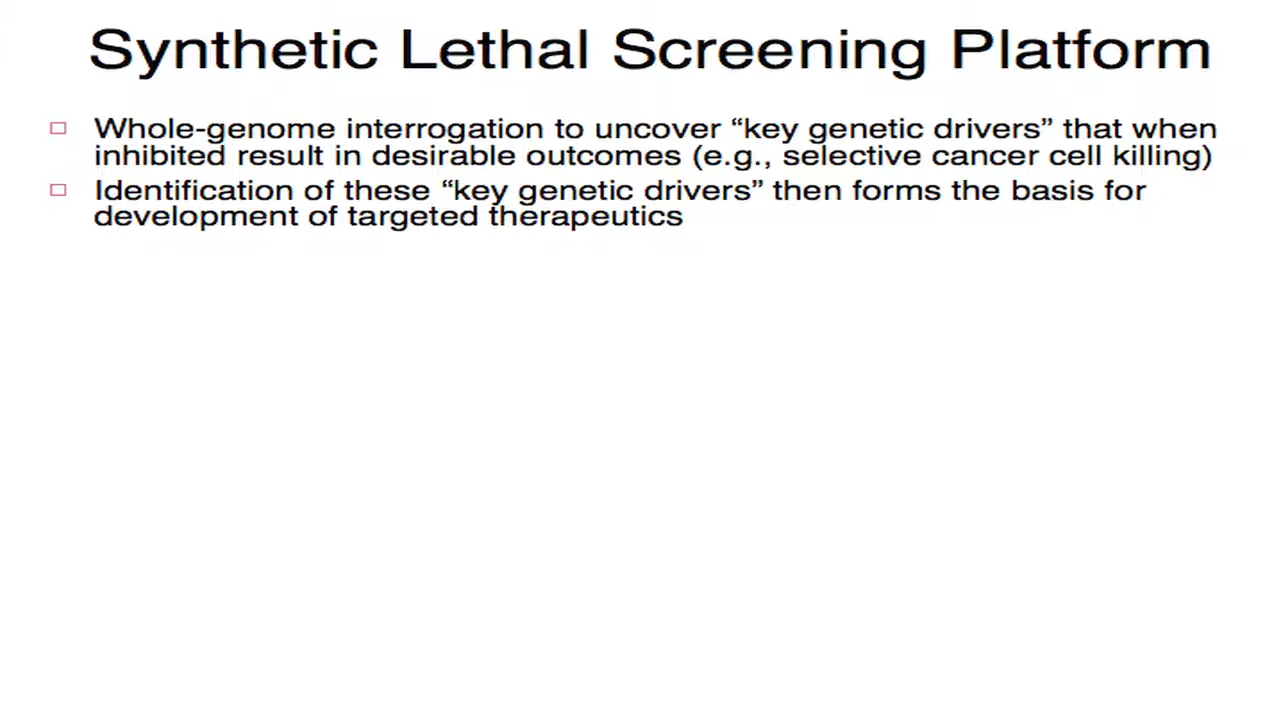 Synthetic Lethal Screening Platform
Whole-genome interrogation to uncover “key genetic drivers” that when
inhibited result in desirable outcomes (e.g., selective cancer cell killing)
Identification of these “key genetic drivers” then forms the basis for
development of targeted therapeutics